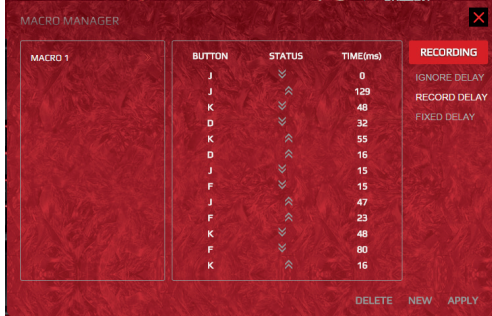 MACRO MANAGER
MACRO 1
BUTTON STATUS TIME(ms)
J 0
J 129
K 48
D 32
K 55
D 16
J 15
F 15
J 47
F 23
K 48
F 80
K 16
RECORDING
IGNORE DELAY
RECORD DELAY
FIXED DELAY
DELETE NEW APPLY